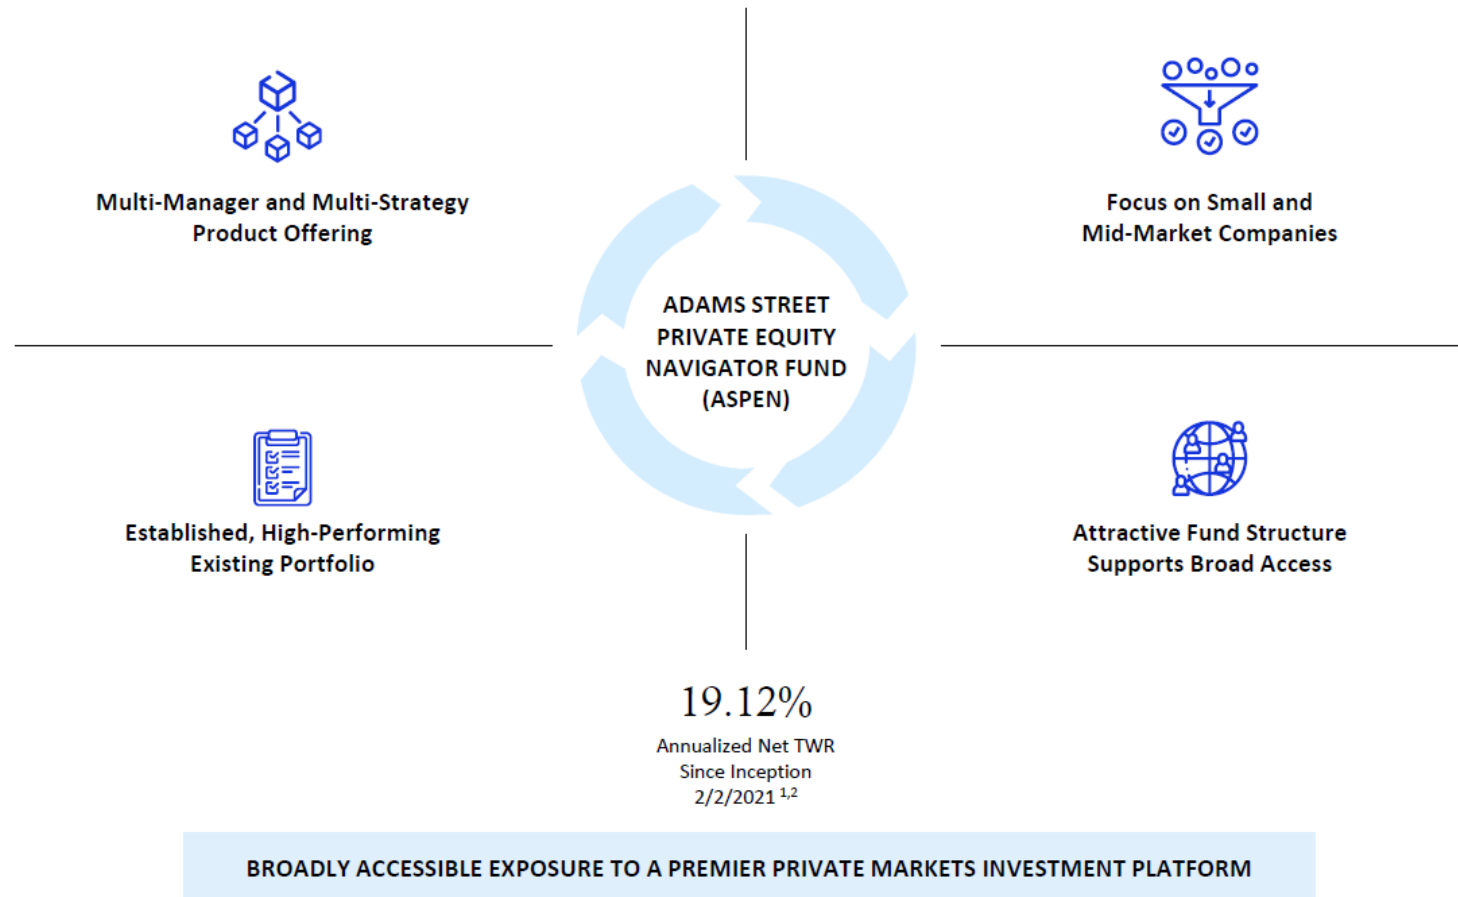 Multi-Manager and Multi-Strategy
Product Offering
Focus on Small and
Mid-Market Companies
ADAMS STREET
PRIVATE EQUITY
NAVIGATOR FUND
(ASPEN)
Established, High-Performing
Existing Portfolio
Attractive Fund Structure
Supports Broad Access
19.12%
Annualized Net TWR
Since Inception
2/2/2021 1,2
BROADLY ACCESSIBLE EXPOSURE TO A PREMIER PRIVATE MARKETS INVESTMENT PLATFORM